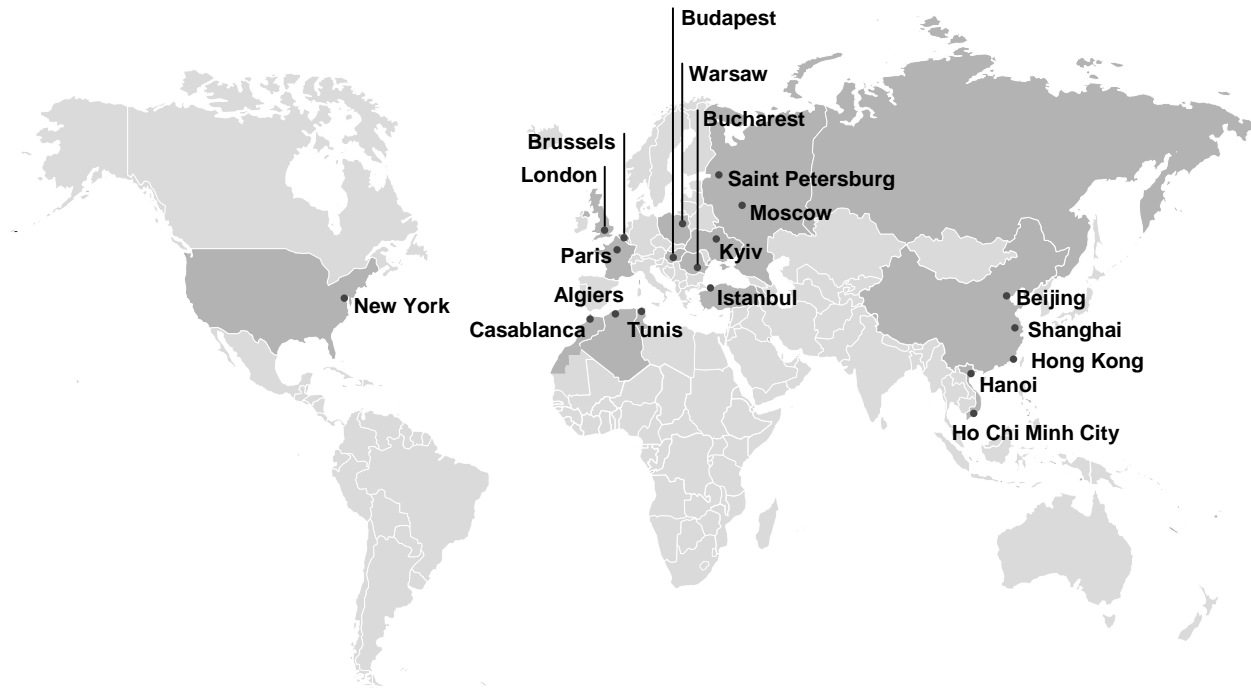 Budapest
Warsaw
Bucharest
Brussels
London
Saint Petersburg
Moscow
Paris
Kyiv
Algiers
Istanbul
New York
Casablanca
Tunis
Beijing
Shanghai
Hong Kong
Hanoi
Ho Chi Minh City